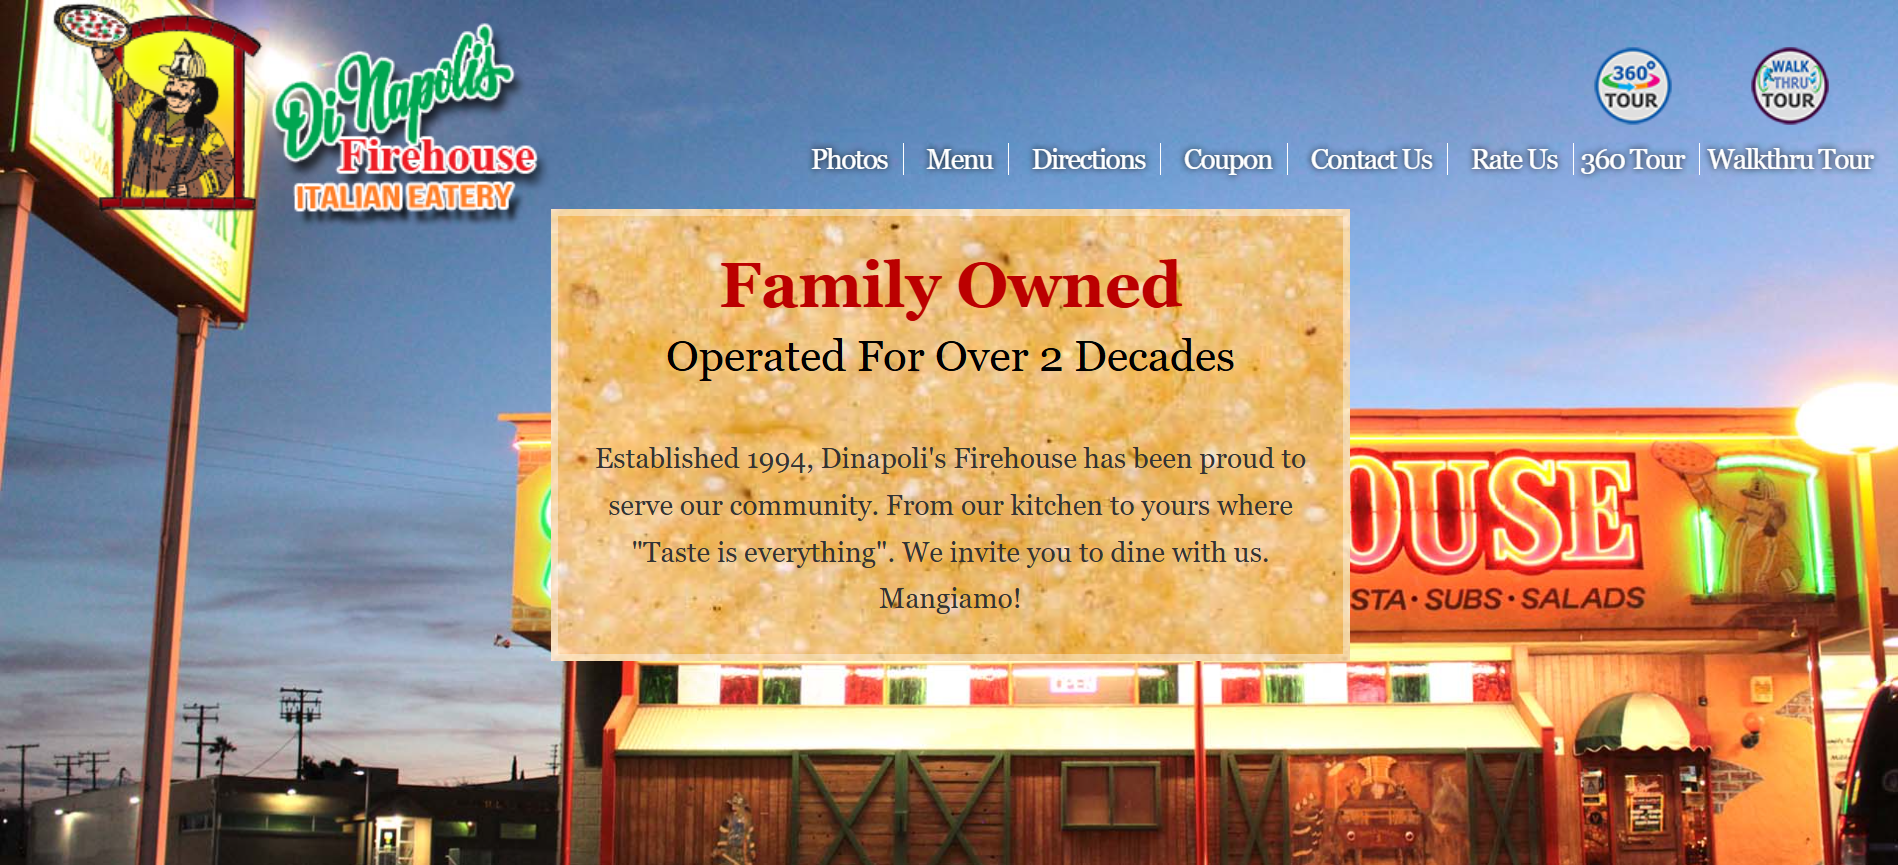 Di Napoli's
Firehouse
ITALIAN EATERY
360°
TOUR
WALK
THRU
TOUR
Photos
Menu
Directions
Coupon
Contact Us
Rate Us
360 Tour
Walkthru Tour
Family Owned
Operated For Over 2 Decades
Established 1994, Dinapoli's Firehouse has been proud to
serve our community. From our kitchen to yours where
"Taste is everything". We invite you to dine with us.
Mangiamo!
OUSE
STA · SUBS · SALADS
OPEN